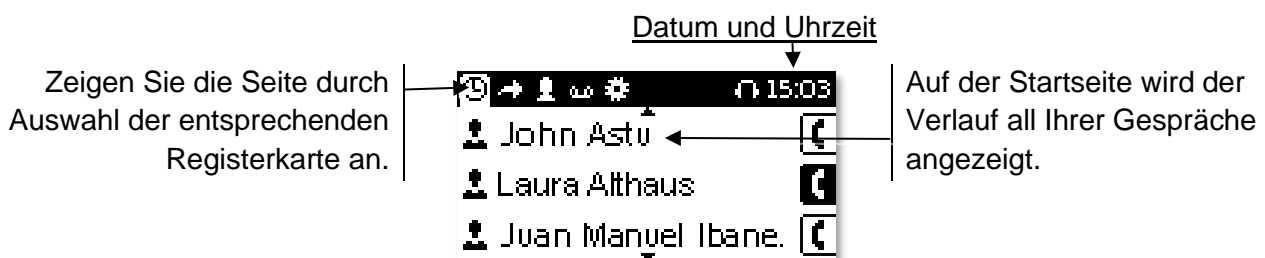 Datum und Uhrzeit
Zeigen Sie die Seite durch
Auswahl der entsprechenden
Registerkarte an.
15:03
John Astu
Laura Althaus
Juan Manuel Ibane.
Auf der Startseite wird der
Verlauf all Ihrer Gespräche
angezeigt.